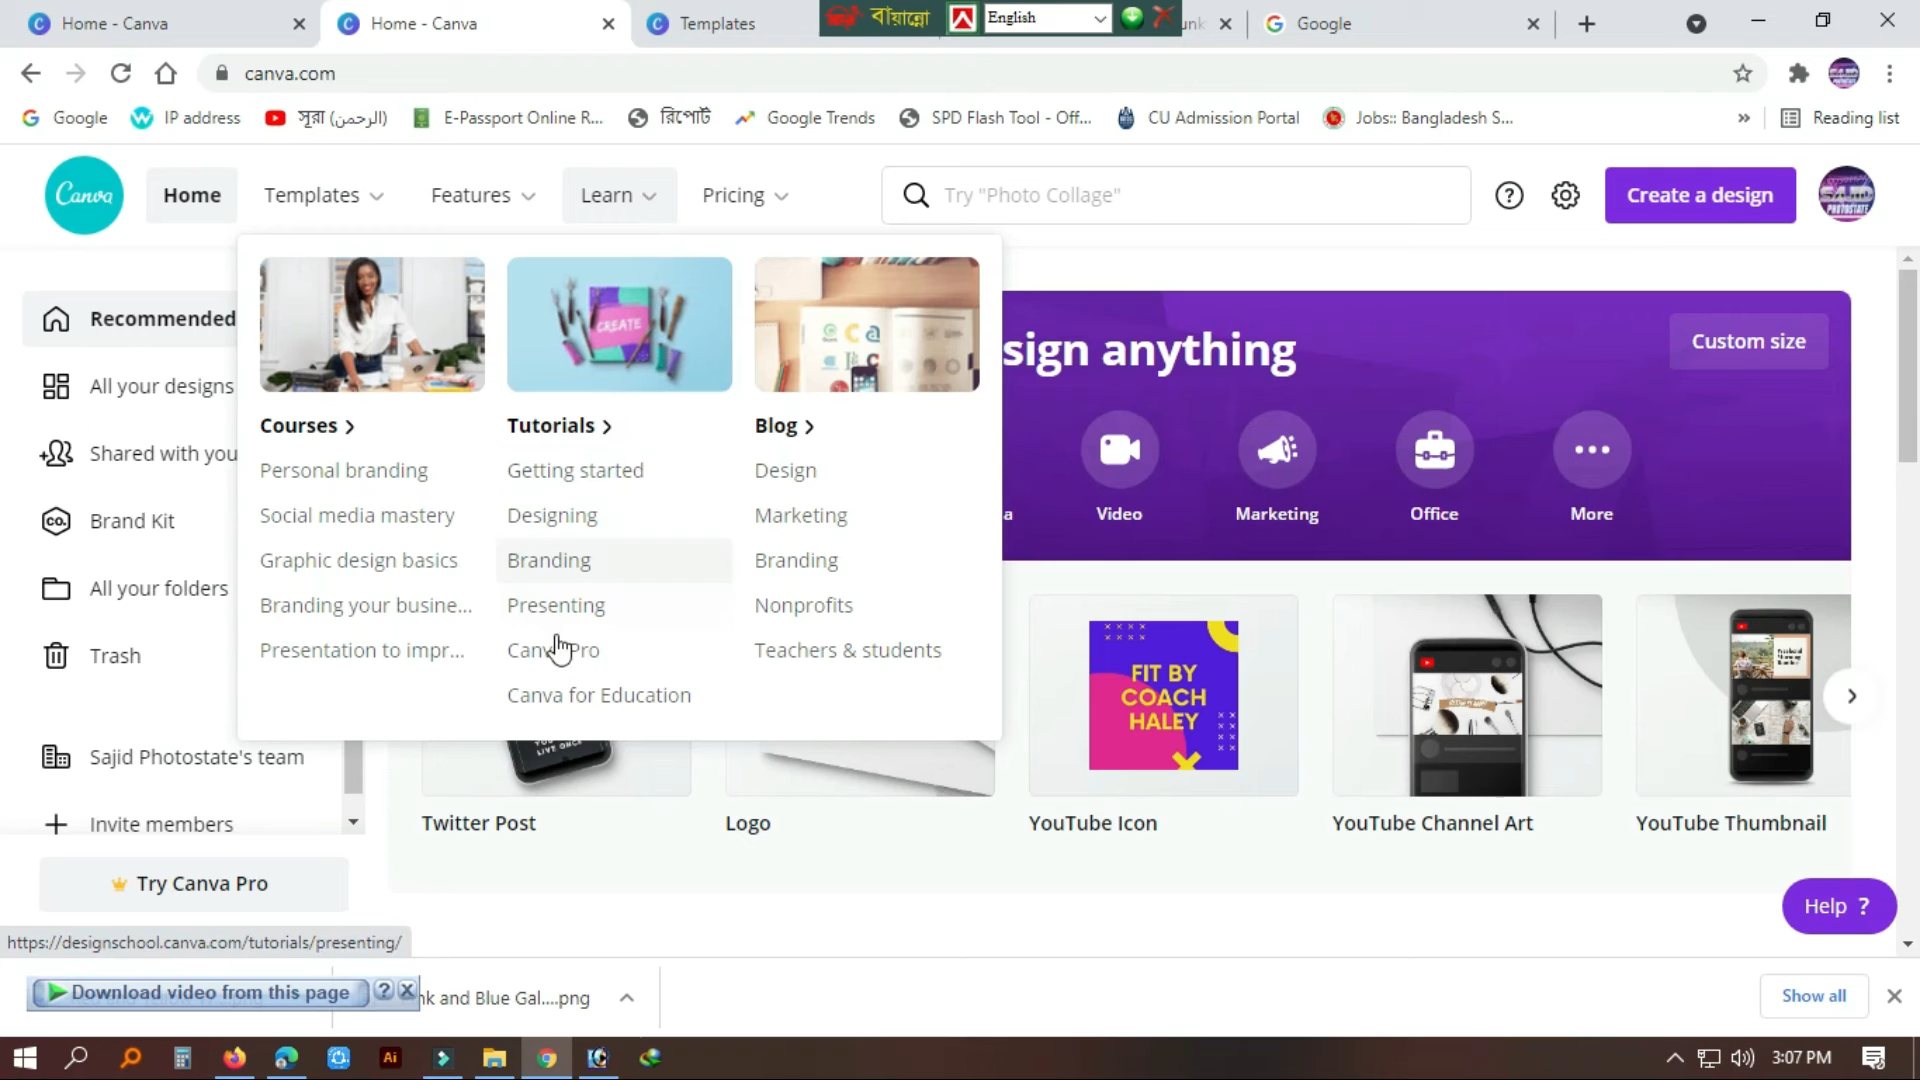 Home - Canva
Home - Canva
Templates
বায়ান্নো
English
Google
canva.com
Google
IP address
সূরা (الرحمن)
E-Passport Online R...
রিপোর্ট
Google Trends
SPD Flash Tool - Off...
CU Admission Portal
Jobs:: Bangladesh S...
»
Reading list
Canva
Home
Templates
Features
Learn
Pricing
Try "Photo Collage"
Create a design
Recommended
All your designs
Shared with you
Brand Kit
All your folders
Trash
Sajid Photostate's team
Invite members
Try Canva Pro
CREATE
Courses >
Personal branding
Social media mastery
Graphic design basics
Branding your busine...
Presentation to impr...
Tutorials >
Getting started
Designing
Branding
Presenting
Canva Pro
Canva for Education
Blog >
Design
Marketing
Branding
Nonprofits
Teachers & students
sign anything
Custom size
a
Video
Marketing
Office
More
FIT BY
COACH
HALEY
LIVE ONCE
Twitter Post
Logo
YouTube Icon
YouTube Channel Art
YouTube Thumbnail
Help ?
https://designschool.canva.com/tutorials/presenting/
Download video from this page
nk and Blue Gal....png
Show all
Ai
3:07 PM